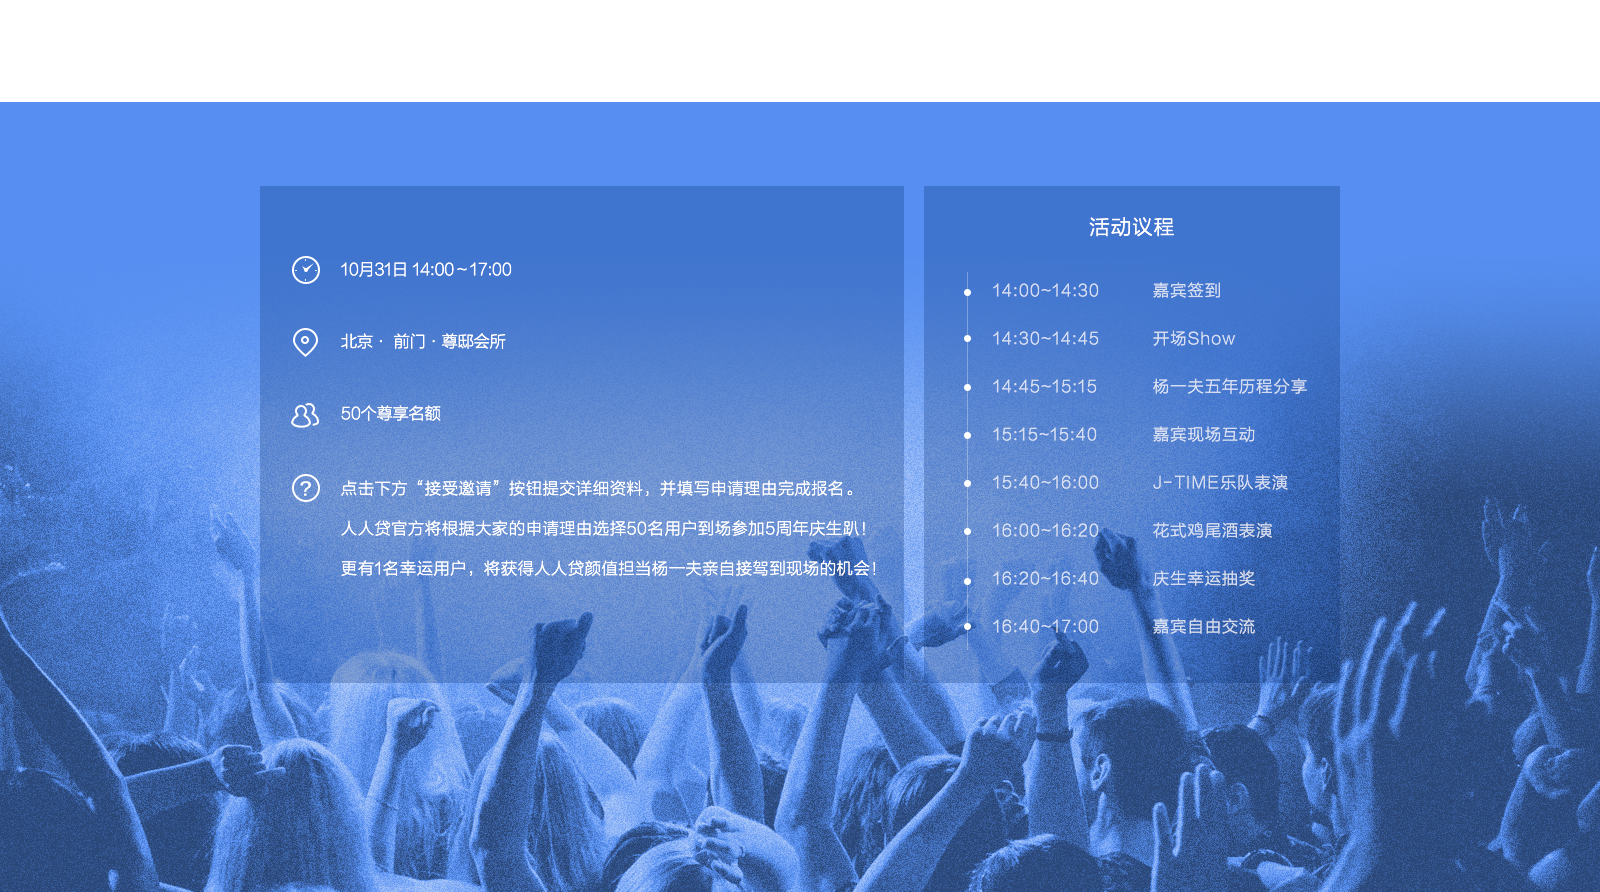 10月31日 14:00~17:00
北京 · 前门 · 尊邸会所
50个尊享名额
点击下方“接受邀请”按钮提交详细资料，并填写申请理由完成报名。
人人贷官方将根据大家的申请理由选择50名用户到场参加5周年庆生趴！
更有1名幸运用户，将获得人人贷颜值担当杨一夫亲自接驾到现场的机会！
活动议程
14:00~14:30 嘉宾签到
14:30~14:45 开场Show
14:45~15:15 杨一夫五年历程分享
15:15~15:40 嘉宾现场互动
15:40~16:00 J-TIME乐队表演
16:00~16:20 花式鸡尾酒表演
16:20~16:40 庆生幸运抽奖
16:40~17:00 嘉宾自由交流